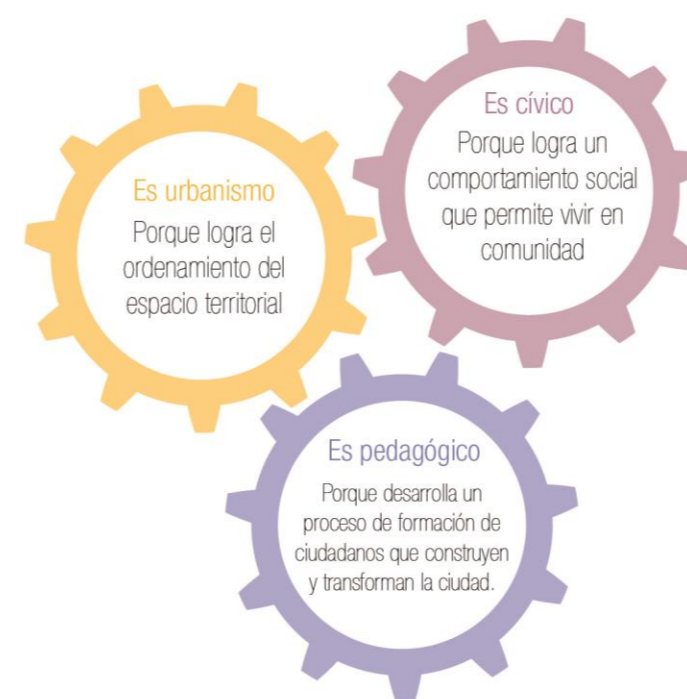 Es urbanismo
Porque logra el
ordenamiento del
espacio territorial
Es cívico
Porque logra un
comportamiento social
que permite vivir en
comunidad
Es pedagógico
Porque desarrolla un
proceso de formación de
ciudadanos que construyen
y transforman la ciudad.